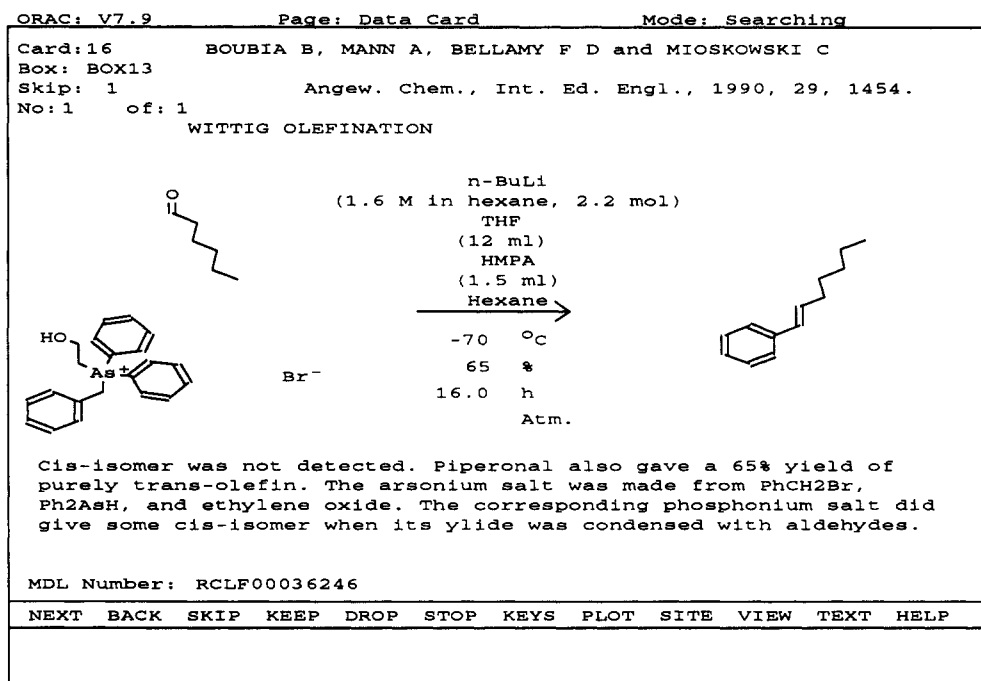 ORAC: V7.9 Page: Data Card Mode: Searching
Card:16 BOUBIA B, MANN A, BELLAMY F D and MIOSKOWSKI C
Box: BOX13
Skip: 1 Angew. Chem., Int. Ed. Engl., 1990, 29, 1454.
No:1 of:1
WITTIG OLEFINATION
n-BuLi
(1.6 M in hexane, 2.2 mol)
THF
(12 ml)
HMPA
(1.5 ml)
Hexane
-70 °C
65 %
16.0 h
Atm.
O
HO
As+
Br-
Cis-isomer was not detected. Piperonal also gave a 65% yield of
purely trans-olefin. The arsonium salt was made from PhCH2Br,
Ph2AsH, and ethylene oxide. The corresponding phosphonium salt did
give some cis-isomer when its ylide was condensed with aldehydes.
MDL Number: RCLF00036246
NEXT BACK SKIP KEEP DROP STOP KEYS PLOT SITE VIEW TEXT HELP